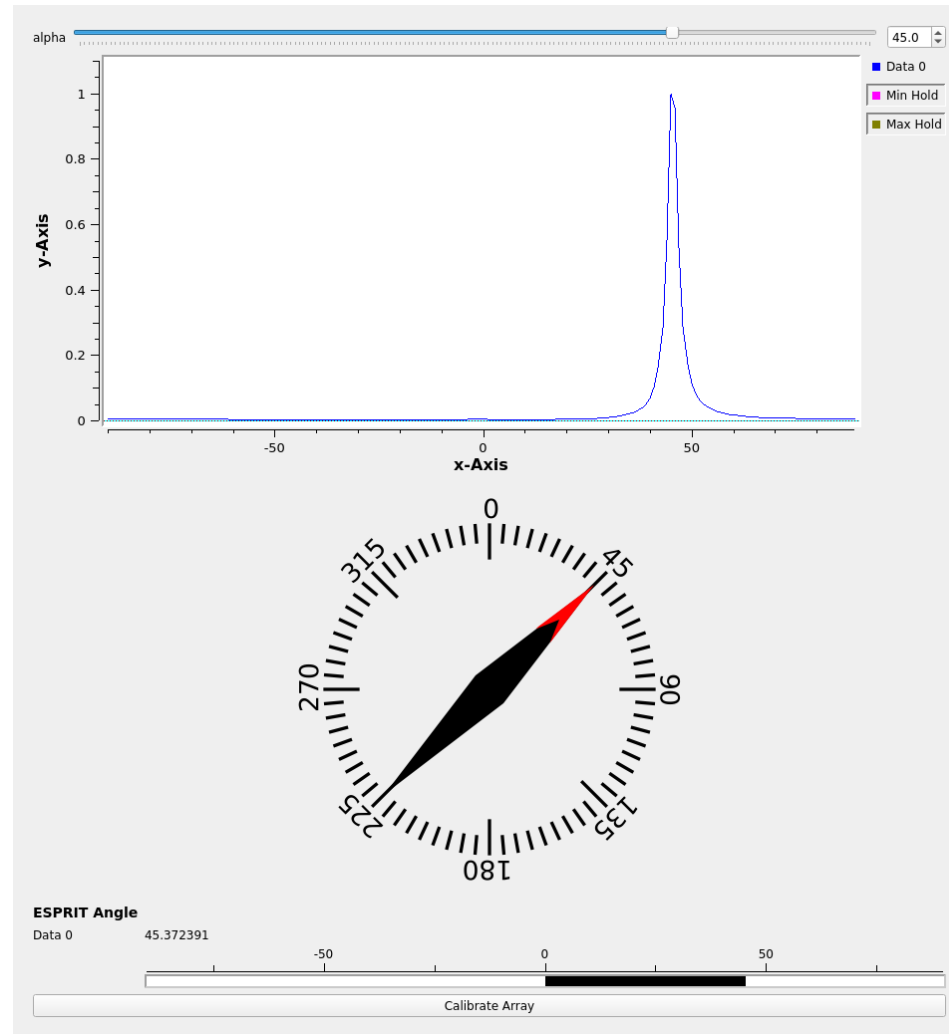 alpha 45.0
Data 0
Min Hold
Max Hold
1
0.8
0.6
0.4
0.2
0
y-Axis
-50 0 50
x-Axis
0
45
90
135
180
225
270
315
ESPRIT Angle
Data 0 45.372391
-50 0 50
Calibrate Array